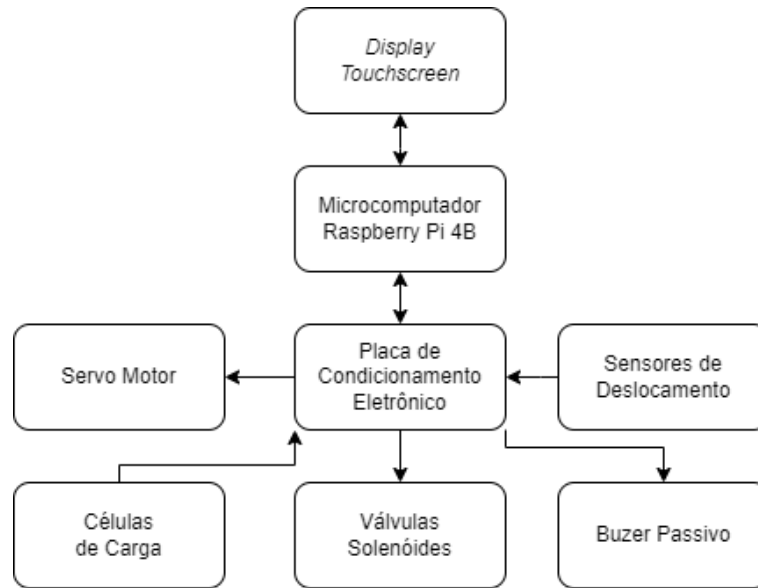 Display
Touchscreen
Microcomputador
Raspberry Pi 4B
Servo Motor
Placa de
Condicionamento
Eletrônico
Sensores de
Deslocamento
Células
de Carga
Válvulas
Solenóides
Buzer Passivo